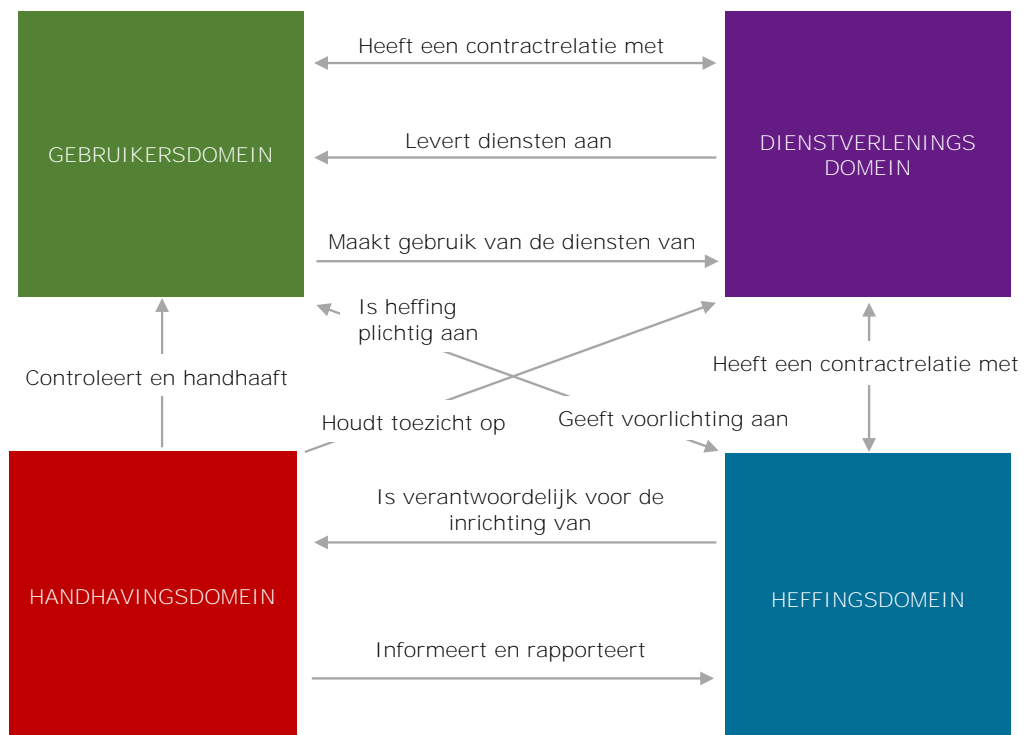 Heeft een contractrelatie met
GEBRUIKERSDOMEIN
Levert diensten aan
DIENSTVERLENINGS
DOMEIN
Maakt gebruik van de diensten van
Is heffing
plichtig aan
Controleert en handhaaft
Heeft een contractrelatie met
Houdt toezicht op
Geeft voorlichting aan
Is verantwoordelijk voor de
inrichting van
HANDHAVINGSDOMEIN
HEFFINGSDOMEIN
Informeert en rapporteert